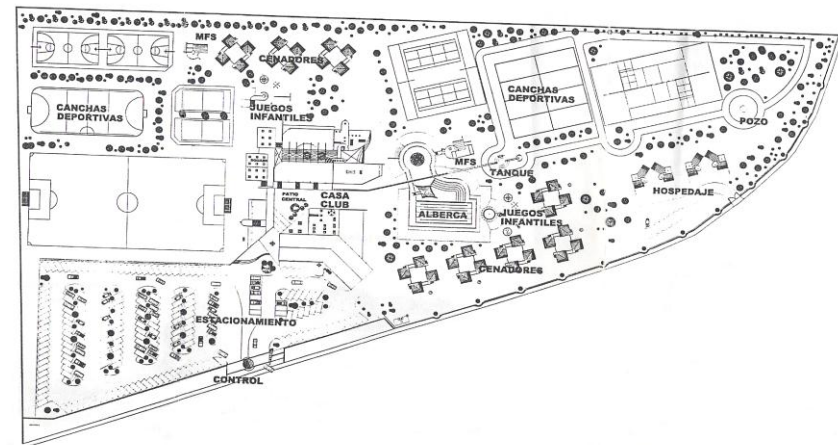 MFS
CENADORES
CANCHAS
DEPORTIVAS
JUEGOS
INFANTILES
CANCHAS
DEPORTIVAS
POZO
MFS
TANQUE
HOSPEDAJE
PATIO
CENTRAL
CASA
CLUB
ALBERCA
JUEGOS
INFANTILES
CENADORES
ESTACIONAMIENTO
CONTROL